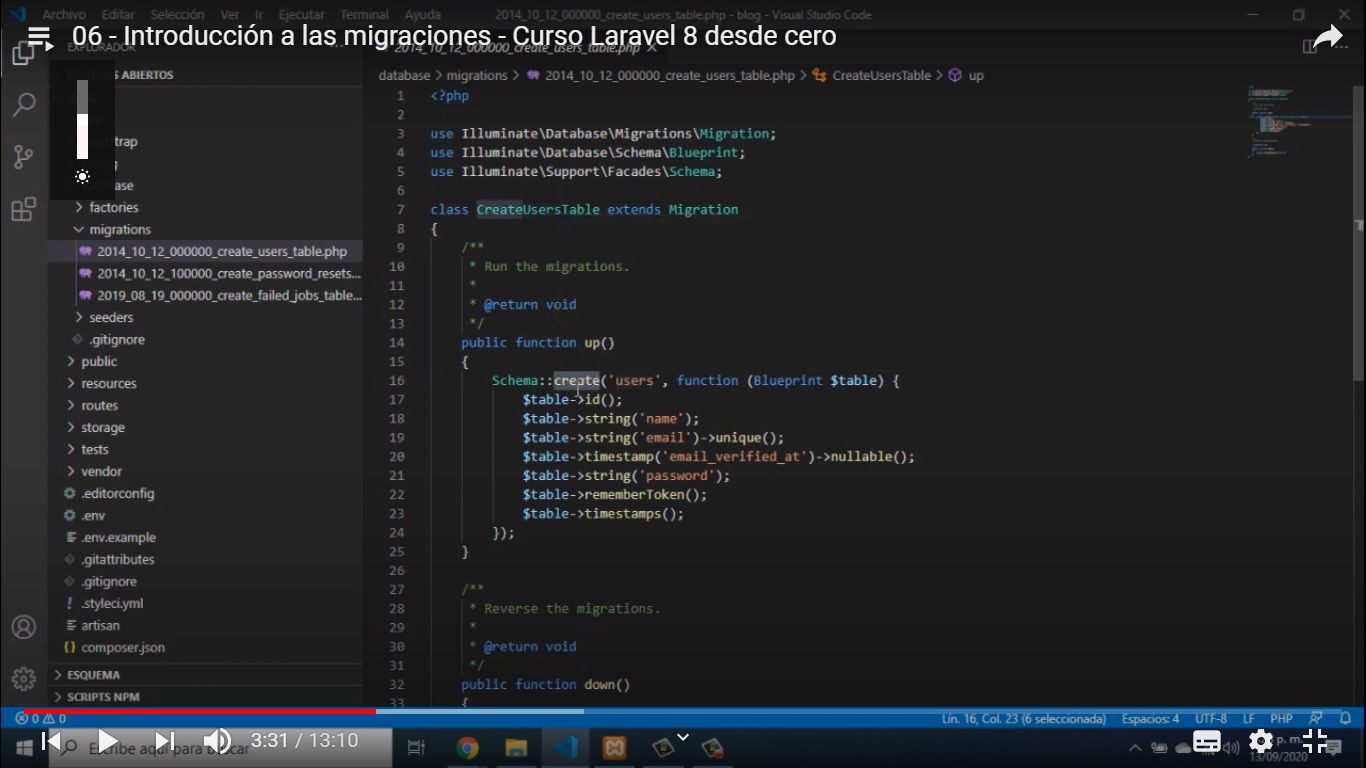 Archivo Editar Selección Ver Ir Ejecutar Terminal Ayuda 2014_10_12_000000_create_users_table.php - blog - Visual Studio Code
06 - Introducción a las migraciones - Curso Laravel 8 desde cero
EXPLORADOR
2014_10_12_000000_create_users_table.php
ABIERTOS
database > migrations > 2014_10_12_000000_create_users_table.php > CreateUsersTable > up
factories
migrations
2014_10_12_000000_create_users_table.php
2014_10_12_100000_create_password_resets...
2019_08_19_000000_create_failed_jobs_table...
seeders
.gitignore
public
resources
routes
storage
tests
vendor
.editorconfig
.env
.env.example
.gitattributes
.gitignore
.styleci.yml
artisan
composer.json
ESQUEMA
SCRIPTS NPM
1 <?php
2
3 use Illuminate\Database\Migrations\Migration;
4 use Illuminate\Database\Schema\Blueprint;
5 use Illuminate\Support\Facades\Schema;
6
7 class CreateUsersTable extends Migration
8 {
9 /**
10 * Run the migrations.
11 *
12 * @return void
13 */
14 public function up()
15 {
16 Schema::create('users', function (Blueprint $table) {
17 $table->id();
18 $table->string('name');
19 $table->string('email')->unique();
20 $table->timestamp('email_verified_at')->nullable();
21 $table->string('password');
22 $table->rememberToken();
23 $table->timestamps();
24 });
25 }
26
27 /**
28 * Reverse the migrations.
29 *
30 * @return void
31 */
32 public function down()
33 {
0 0 Lín. 16, Col. 23 (6 seleccionada) Espacios: 4 UTF-8 LF PHP
Escribe aquí para buscar
3:31 / 13:10
p. m.
13/09/2020